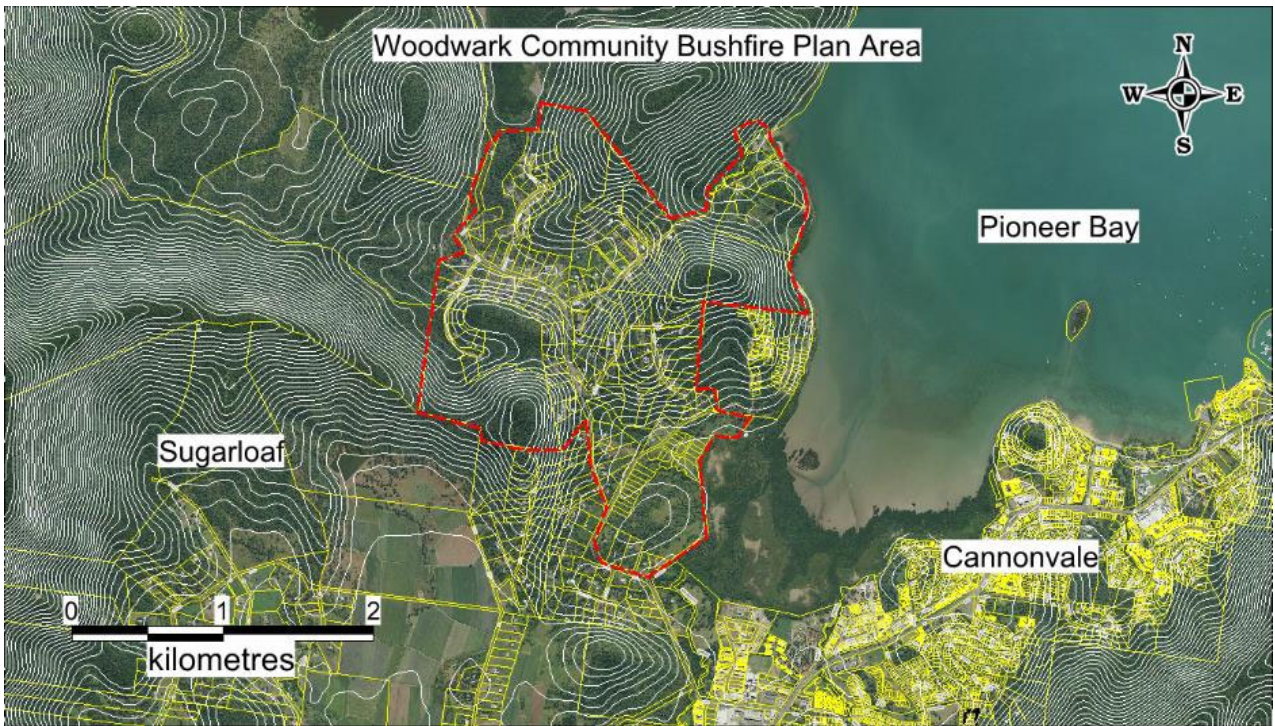 Woodwark Community Bushfire Plan Area
N
W E
S
Pioneer Bay
Sugarloaf
Cannonvale
0 1 2
kilometres